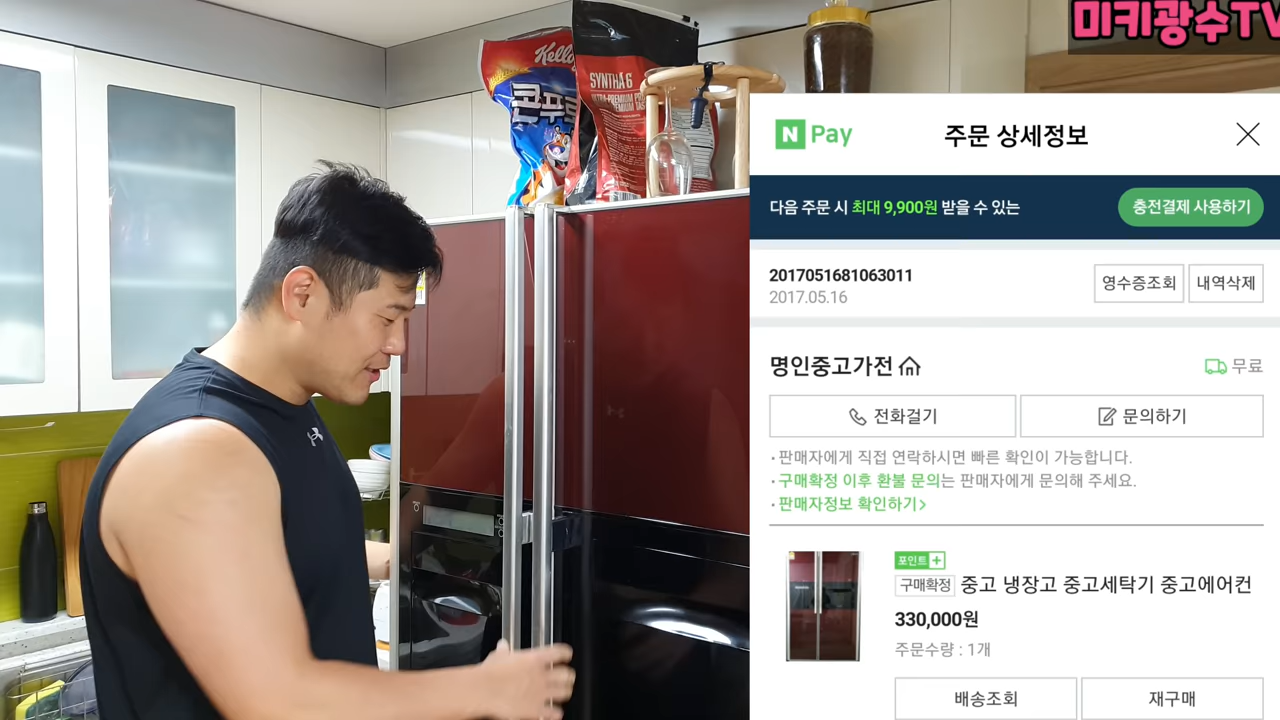 미키광수TV
Kello
콘푸로
SYNTHA-6
N Pay
주문 상세정보
다음 주문 시 최대 9,900원 받을 수 있는
충전결제 사용하기
2017051681063011
2017.05.16
영수증조회
내역삭제
명인중고가전
무료
전화걸기
문의하기
· 판매자에게 직접 연락하시면 빠른 확인이 가능합니다.
· 구매확정 이후 환불 문의는 판매자에게 문의해 주세요.
· 판매자정보 확인하기>
포인트+
구매확정 중고 냉장고 중고세탁기 중고에어컨
330,000원
주문수량 : 1개
배송조회
재구매